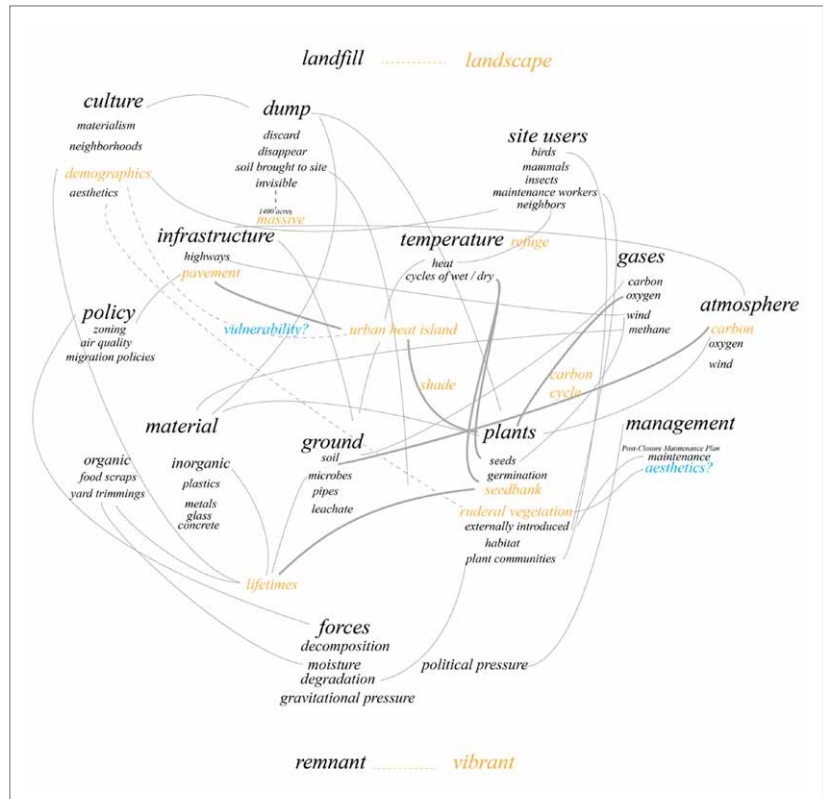 landfill landscape
culture
materialism
neighborhoods
demographics
aesthetics
dump
discard
disappear
soil brought to site
invisible
1400 acres
massive
site users
birds
mammals
insects
maintenance workers
neighbors
infrastructure
highways
pavement
temperature refuge
heat
cycles of wet / dry
gases
carbon
oxygen
wind
methane
atmosphere
carbon
oxygen
wind
policy
zoning
air quality
migration policies
vulnerability?
urban heat island
shade
carbon
cycle
material
organic
food scraps
yard trimmings
inorganic
plastics
metals
glass
concrete
ground
soil
microbes
pipes
leachate
plants
seeds
germination
seedbank
ruderal vegetation
externally introduced
habitat
plant communities
management
Post-Closure Maintenance Plan
maintenance
aesthetics?
lifetimes
forces
decomposition
moisture
degradation
gravitational pressure
political pressure
remnant vibrant